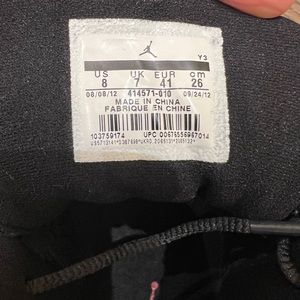 Y3
US UK EUR cm
8 7 41 26
08/08/12 414571-010 09/24/12
MADE IN CHINA
FABRIQUE EN CHINE
103759174 UPC 00676556967014